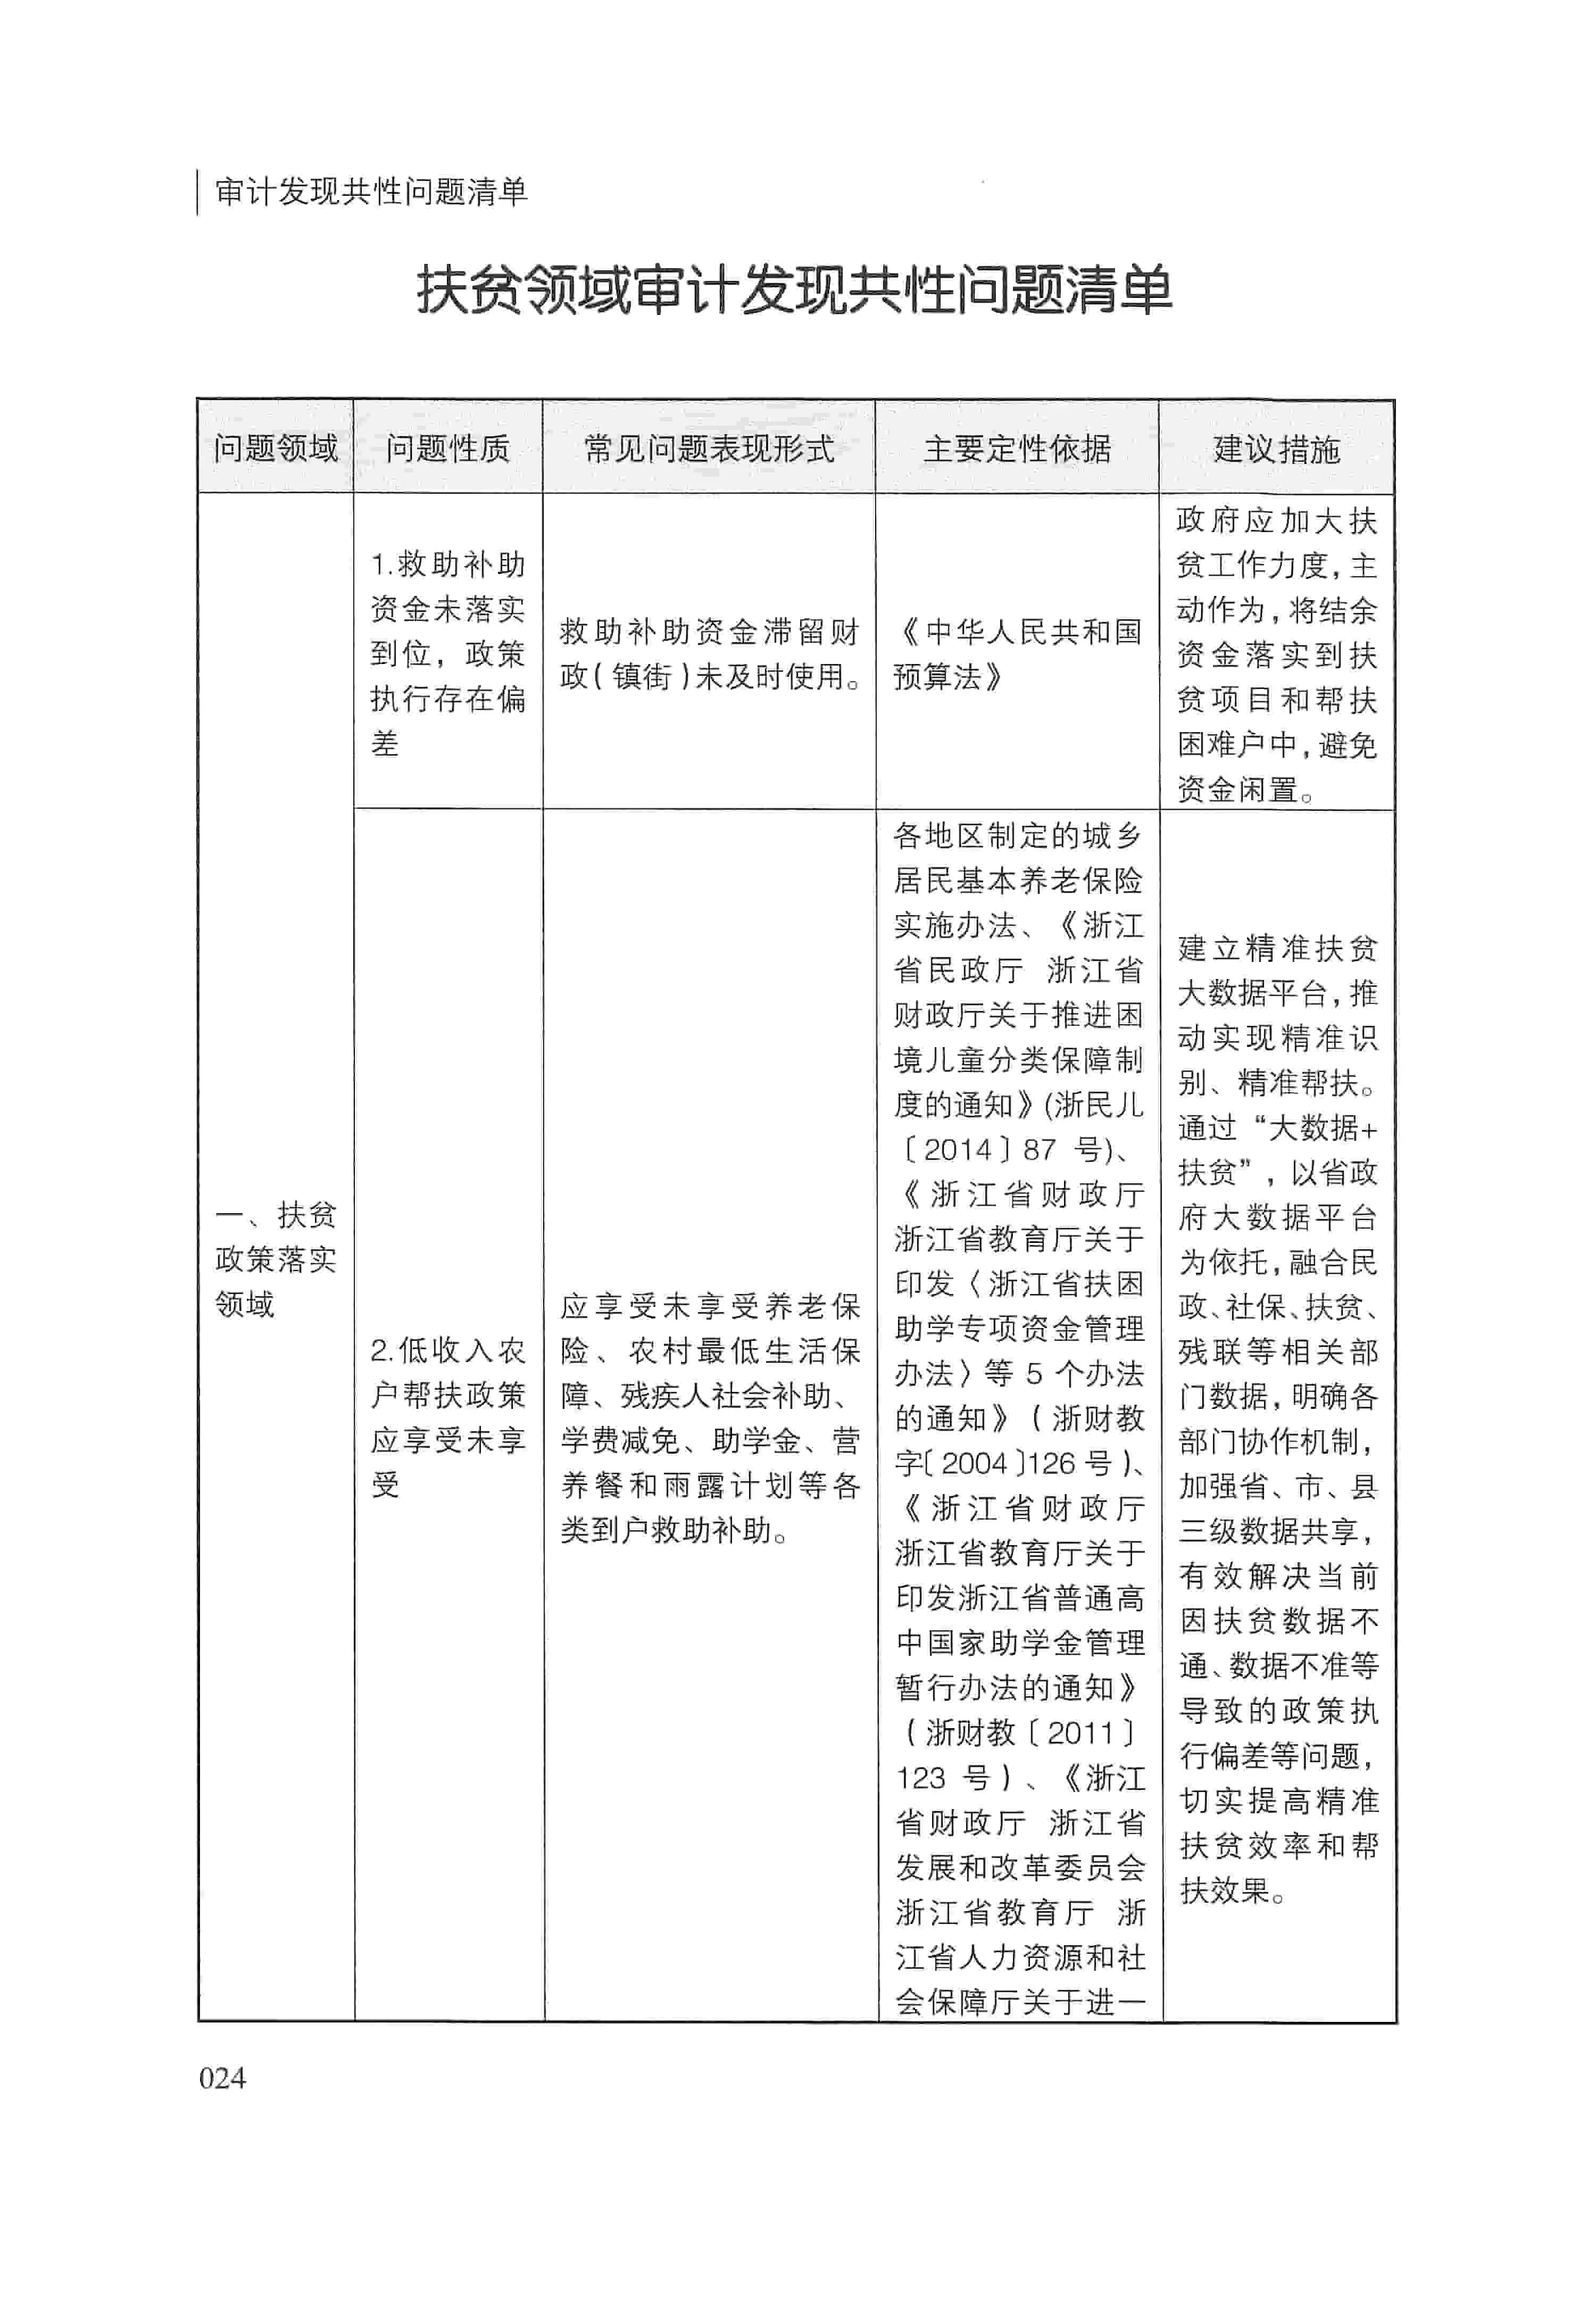 审计发现共性问题清单
扶贫领域审计发现共性问题清单
问题领域
问题性质
常见问题表现形式
主要定性依据
建议措施
一、扶贫
政策落实
领域
1.救助补助
资金未落实
到位，政策
执行存在偏
差
救助补助资金滞留财
政(镇街)未及时使用。
《中华人民共和国
预算法》
政府应加大扶
贫工作力度，主
动作为，将结余
资金落实到扶
贫项目和帮扶
困难户中，避免
资金闲置。
2.低收入农
户帮扶政策
应享受未享
受
应享受未享受养老保
险、农村最低生活保
障、残疾人社会补助、
学费减免、助学金、营
养餐和雨露计划等各
类到户救助补助。
各地区制定的城乡
居民基本养老保险
实施办法、《浙江
省民政厅 浙江省
财政厅关于推进困
境儿童分类保障制
度的通知》(浙民儿
〔2014〕87 号)、
《浙江省财政厅
浙江省教育厅关于
印发〈浙江省扶困
助学专项资金管理
办法〉等 5 个办法
的通知》(浙财教
字〔2004〕126号)、
《浙江省财政厅
浙江省教育厅关于
印发浙江省普通高
中国家助学金管理
暂行办法的通知》
(浙财教〔2011〕
123 号)、《浙江
省财政厅 浙江省
发展和改革委员会
浙江省教育厅 浙
江省人力资源和社
会保障厅关于进一
建立精准扶贫
大数据平台，推
动实现精准识
别、精准帮扶。
通过“大数据+
扶贫”，以省政
府大数据平台
为依托，融合民
政、社保、扶贫、
残联等相关部
门数据，明确各
部门协作机制，
加强省、市、县
三级数据共享，
有效解决当前
因扶贫数据不
通、数据不准等
导致的政策执
行偏差等问题，
切实提高精准
扶贫效率和帮
扶效果。
024